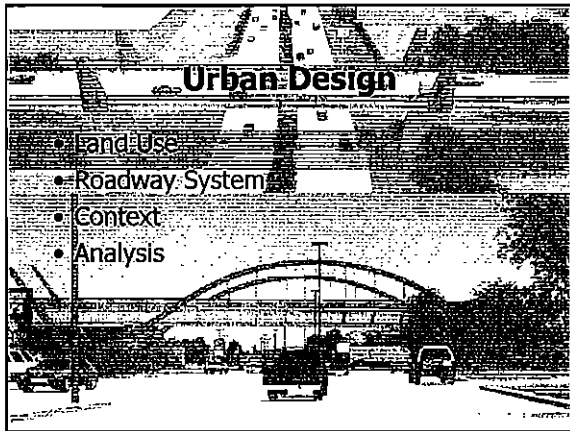 Urban Design
• Land Use
• Roadway System
• Context
• Analysis